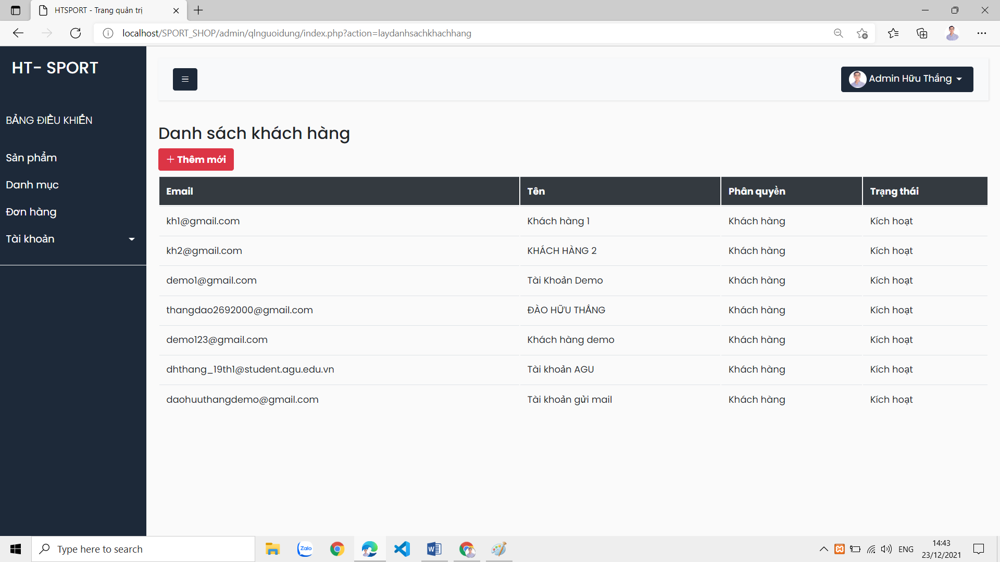 HTSPORT - Trang quản trị
localhost/SPORT_SHOP/admin/qlnguoidung/index.php?action=laydanhsachkhachhang
HT- SPORT
Admin Hữu Thắng
BẢNG ĐIỀU KHIỂN
Sản phẩm
Danh mục
Đơn hàng
Tài khoản
Danh sách khách hàng
+ Thêm mới
Email Tên Phân quyền Trạng thái
kh1@gmail.com Khách hàng 1 Khách hàng Kích hoạt
kh2@gmail.com KHÁCH HÀNG 2 Khách hàng Kích hoạt
demo1@gmail.com Tài Khoản Demo Khách hàng Kích hoạt
thangdao2692000@gmail.com ĐÀO HỮU THẮNG Khách hàng Kích hoạt
demo123@gmail.com Khách hàng demo Khách hàng Kích hoạt
dhthang_19th1@student.agu.edu.vn Tài khoản AGU Khách hàng Kích hoạt
daohuuthangdemo@gmail.com Tài khoản gửi mail Khách hàng Kích hoạt
Type here to search
Zalo
ENG
14:43
23/12/2021